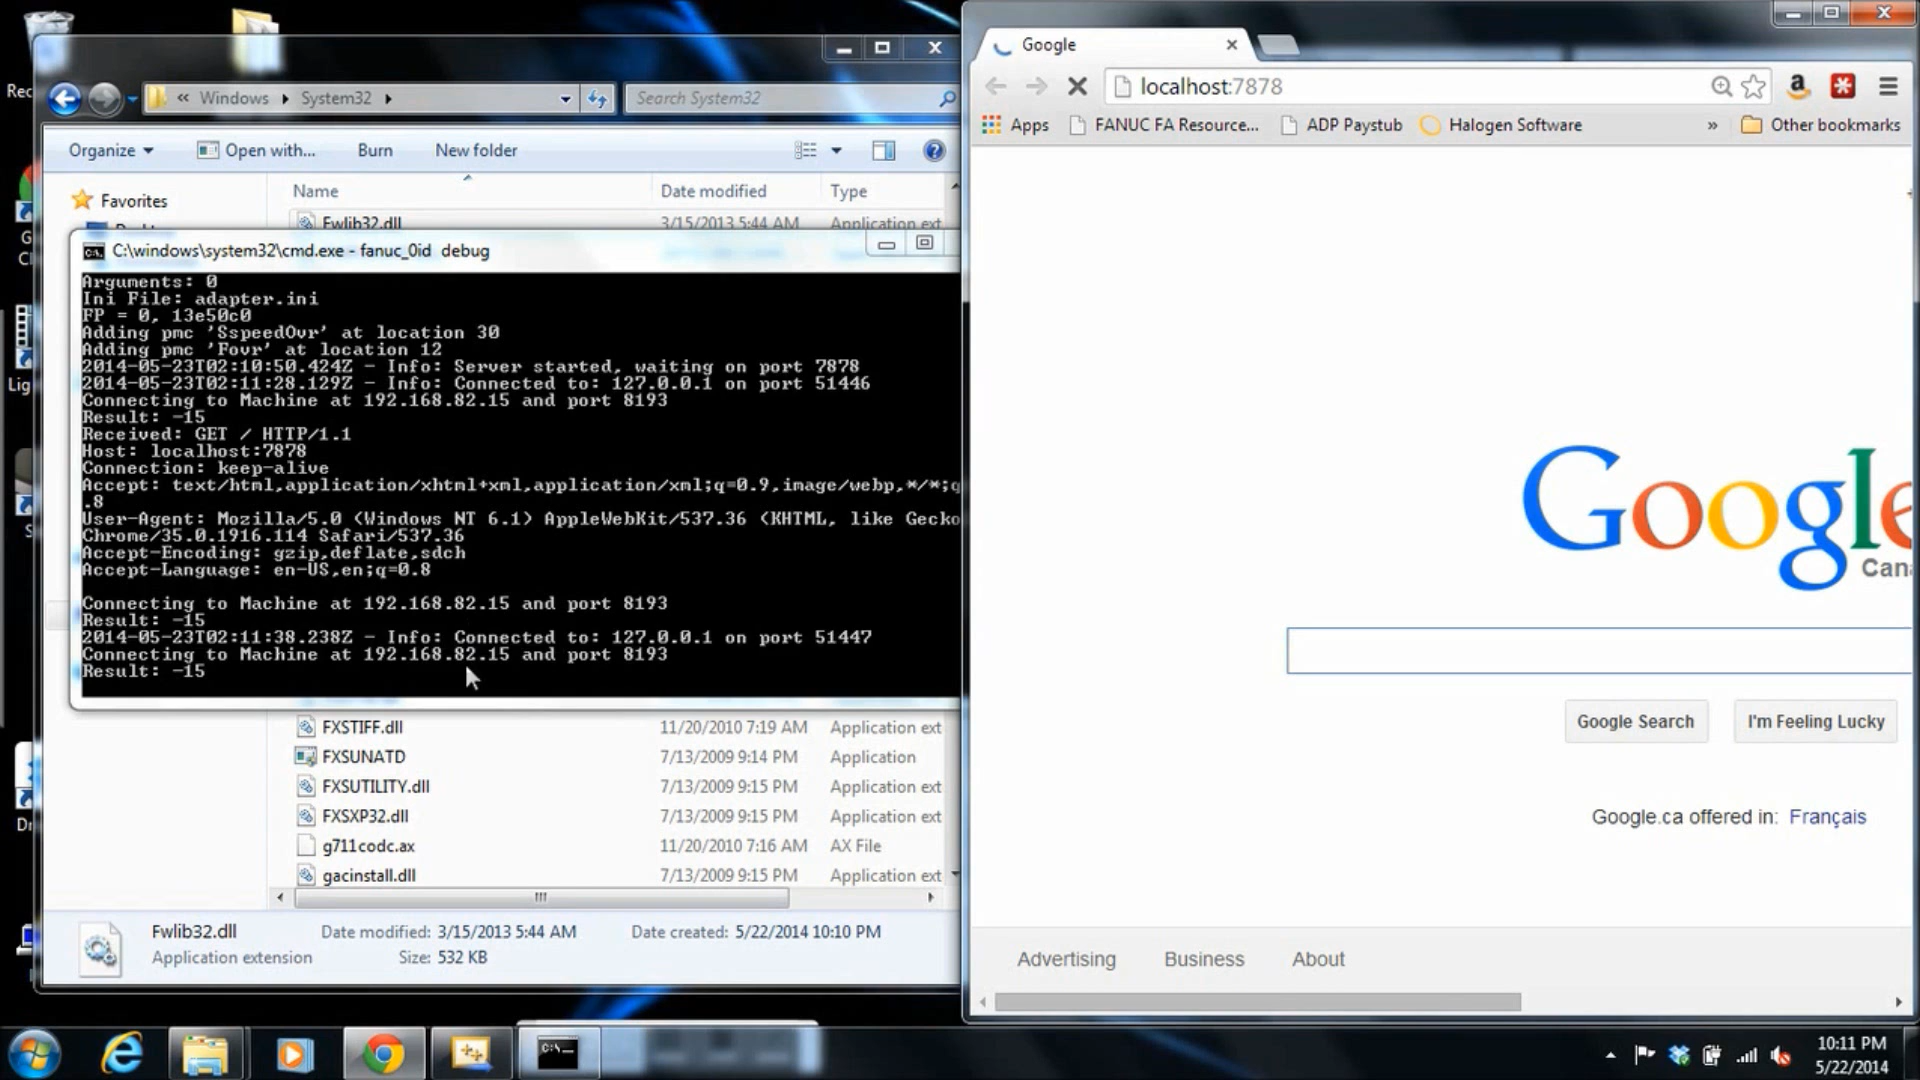 Rec
G
Cl
Lig
S
Dr
Windows
System32
Search System32
Organize
Open with...
Burn
New folder
Favorites
Name
Date modified
Type
Fwlib32.dll
3/15/2013 5:44 AM
Application ext
C:\windows\system32\cmd.exe - fanuc_0id debug
Arguments: 0
Ini File: adapter.ini
FP = 0, 13e50c0
Adding pmc 'SspeedOvr' at location 30
Adding pmc 'Fovr' at location 12
2014-05-23T02:10:50.424Z - Info: Server started, waiting on port 7878
2014-05-23T02:11:28.129Z - Info: Connected to: 127.0.0.1 on port 51446
Connecting to Machine at 192.168.82.15 and port 8193
Result: -15
Received: GET / HTTP/1.1
Host: localhost:7878
Connection: keep-alive
Accept: text/html,application/xhtml+xml,application/xml;q=0.9,image/webp,*/*;q
.8
User-Agent: Mozilla/5.0 (Windows NT 6.1) AppleWebKit/537.36 (KHTML, like Gecko
Chrome/35.0.1916.114 Safari/537.36
Accept-Encoding: gzip,deflate,sdch
Accept-Language: en-US,en;q=0.8
Connecting to Machine at 192.168.82.15 and port 8193
Result: -15
2014-05-23T02:11:38.238Z - Info: Connected to: 127.0.0.1 on port 51447
Connecting to Machine at 192.168.82.15 and port 8193
Result: -15
FXSTIFF.dll 11/20/2010 7:19 AM Application ext
FXSUNATD 7/13/2009 9:14 PM Application
FXSUTILITY.dll 7/13/2009 9:15 PM Application ext
FXSXP32.dll 7/13/2009 9:15 PM Application ext
g711codc.ax 11/20/2010 7:16 AM AX File
gacinstall.dll 7/13/2009 9:15 PM Application ext
Fwlib32.dll Date modified: 3/15/2013 5:44 AM Date created: 5/22/2014 10:10 PM
Application extension Size: 532 KB
Google
localhost:7878
Apps FANUC FA Resource... ADP Paystub Halogen Software » Other bookmarks
Google
Can
Google Search
I'm Feeling Lucky
Google.ca offered in: Français
Advertising Business About
10:11 PM
5/22/2014